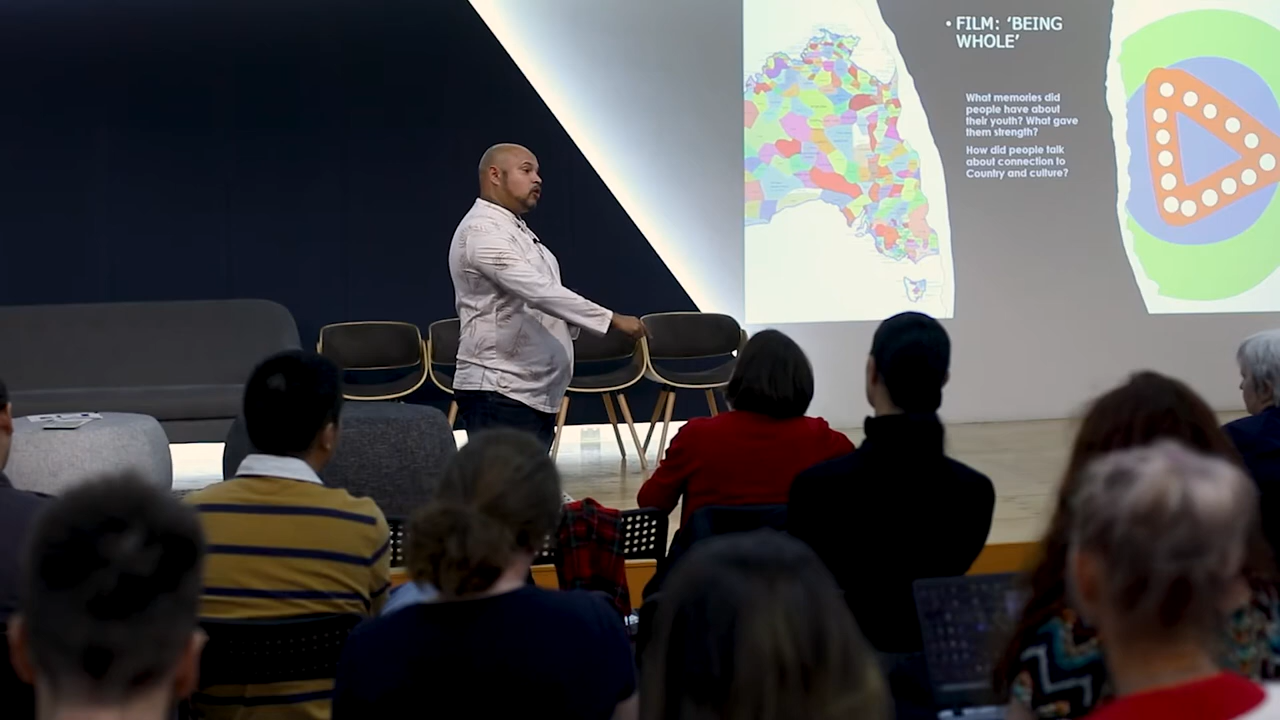 • FILM: ‘BEING
WHOLE’
What memories did
people have about
their youth? What gave
them strength?
How did people talk
about connection to
Country and culture?